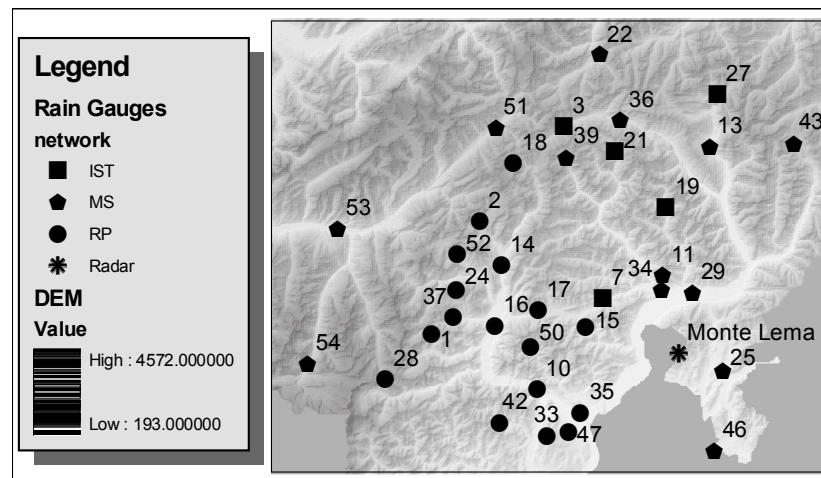 Legend
Rain Gauges
network
IST
MS
RP
Radar
DEM
Value
High : 4572.000000
Low : 193.000000
22
27
51
3
36
43
13
39
18
21
19
2
53
52
14
11
34
29
24
7
37
17
16
15
1
50
Monte Lema
54
28
25
10
35
42
33
47
46